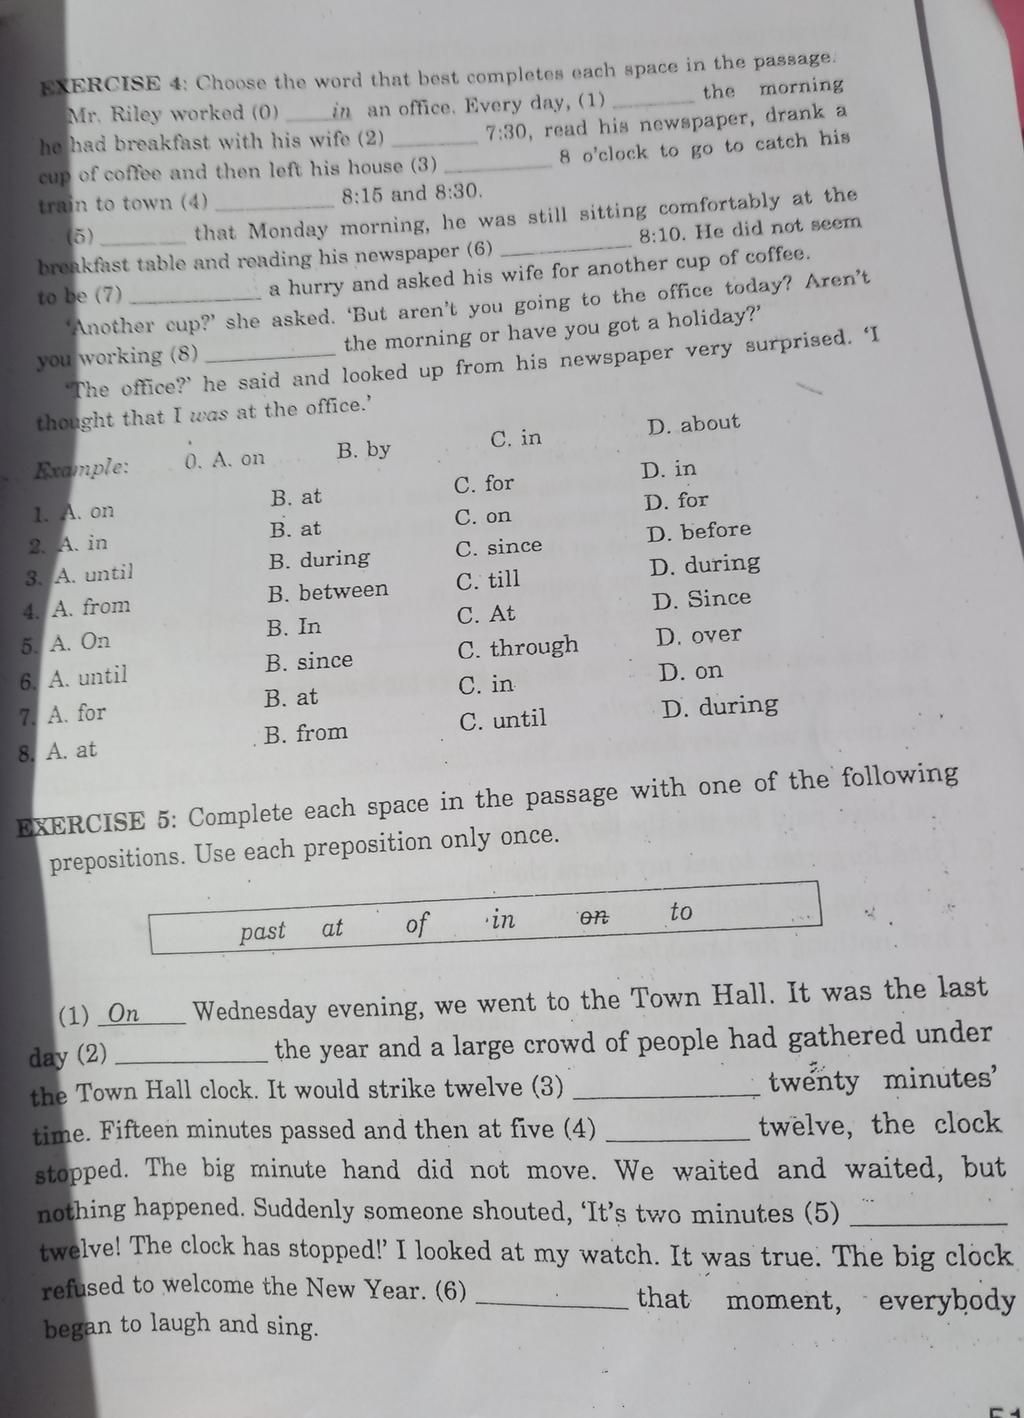 EXERCISE 4: Choose the word that best completes each space in the passage.
Mr. Riley worked (0) ___in__ an office. Every day, (1) ________ the morning
he had breakfast with his wife (2) ________ 7:30, read his newspaper, drank a
cup of coffee and then left his house (3) __________ 8 o'clock to go to catch his
train to town (4) ___________ 8:15 and 8:30.
(5) ________ that Monday morning, he was still sitting comfortably at the
breakfast table and reading his newspaper (6) ____________ 8:10. He did not seem
to be (7) ____________ a hurry and asked his wife for another cup of coffee.
'Another cup?' she asked. 'But aren't you going to the office today? Aren't
you working (8) ____________ the morning or have you got a holiday?'
'The office?' he said and looked up from his newspaper very surprised. 'I
thought that I was at the office.'
Example: 0. A. on B. by C. in D. about
1. A. on B. at C. for D. in
2. A. in B. at C. on D. for
3. A. until B. during C. since D. before
4. A. from B. between C. till D. during
5. A. On B. In C. At D. Since
6. A. until B. since C. through D. over
7. A. for B. at C. in D. on
8. A. at B. from C. until D. during
EXERCISE 5: Complete each space in the passage with one of the following
prepositions. Use each preposition only once.
past at of in on to
(1) _On____ Wednesday evening, we went to the Town Hall. It was the last
day (2) ___________ the year and a large crowd of people had gathered under
the Town Hall clock. It would strike twelve (3) ______________ twenty minutes'
time. Fifteen minutes passed and then at five (4) ___________ twelve, the clock
stopped. The big minute hand did not move. We waited and waited, but
nothing happened. Suddenly someone shouted, 'It's two minutes (5) ____________
twelve! The clock has stopped!' I looked at my watch. It was true. The big clock
refused to welcome the New Year. (6) ____________ that moment, everybody
began to laugh and sing.